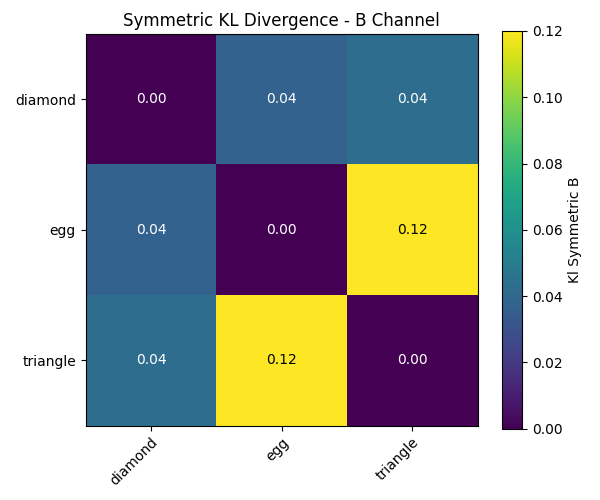 Symmetric KL Divergence - B Channel
diamond
0.00 0.04 0.04
egg
0.04 0.00 0.12
triangle
0.04 0.12 0.00
diamond egg triangle
0.12
0.10
0.08
0.06
0.04
0.02
0.00
Kl Symmetric B